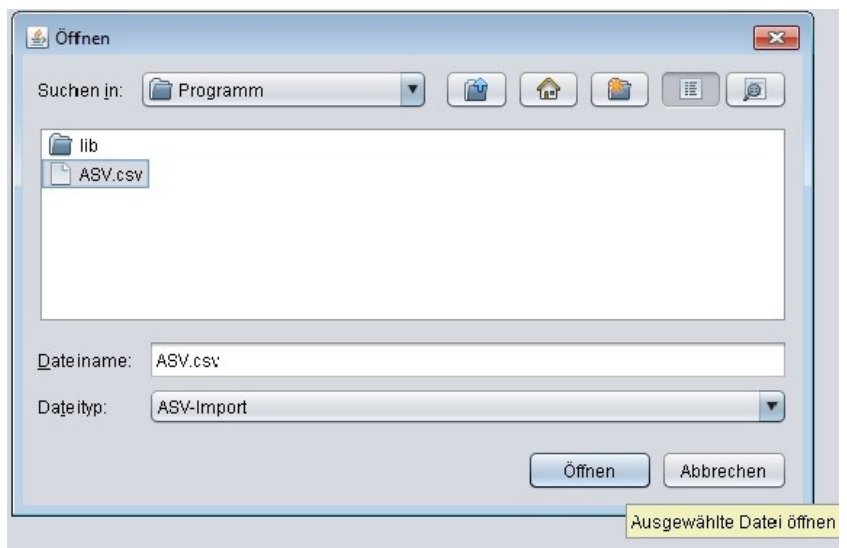 Öffnen
Suchen in: Programm
lib
ASV.csv
Dateiname: ASV.csv
Dateityp: ASV-Import
Öffnen Abbrechen
Ausgewählte Datei öffnen